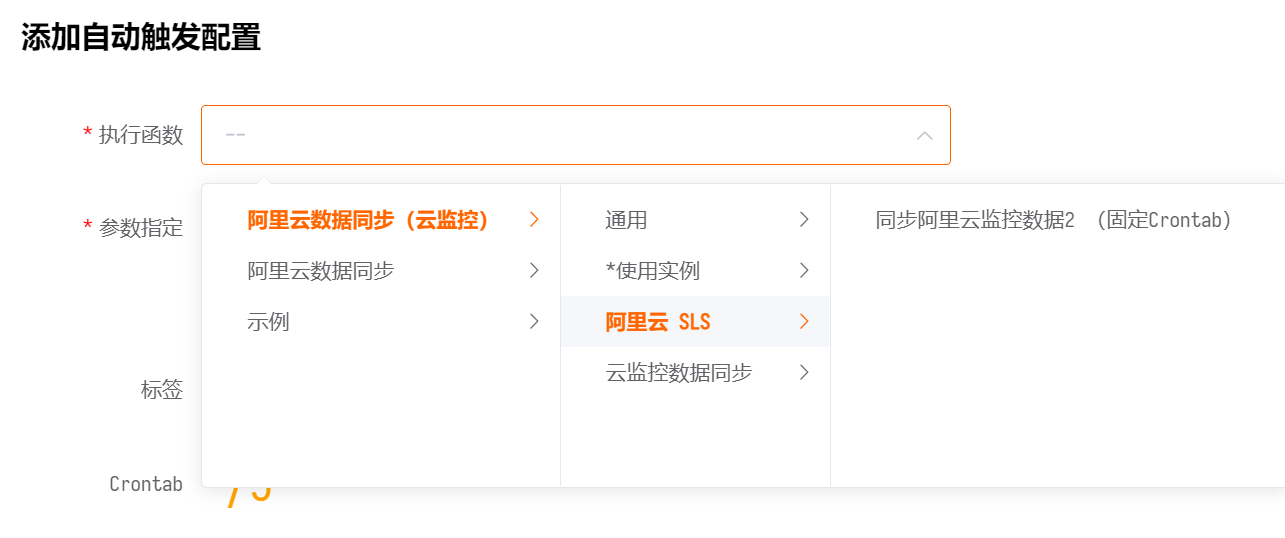 添加自动触发配置
* 执行函数
--
* 参数指定
阿里云数据同步（云监控）
阿里云数据同步
示例
通用
*使用实例
阿里云 SLS
云监控数据同步
同步阿里云监控数据2 （固定Crontab）
标签
Crontab